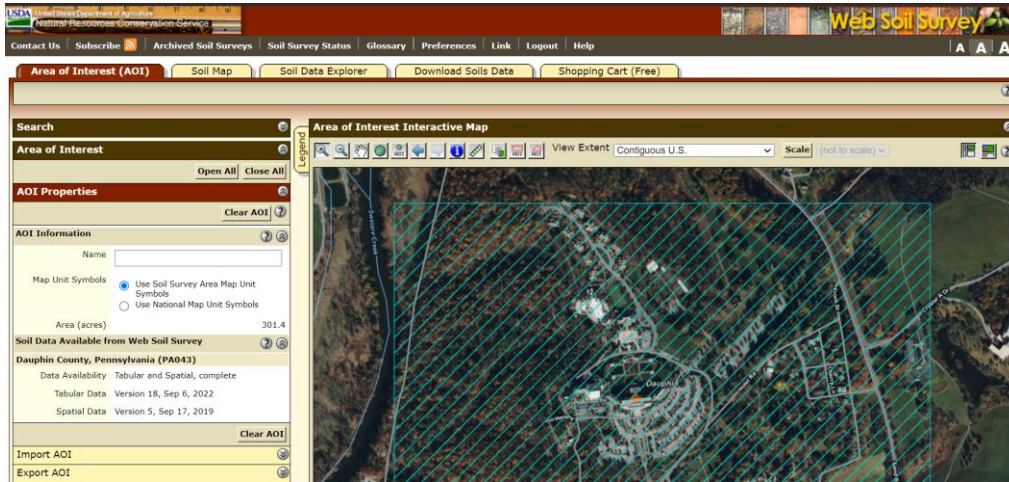 USDA United States Department of Agriculture
Natural Resources Conservation Service
Web Soil Survey
Contact Us Subscribe Archived Soil Surveys Soil Survey Status Glossary Preferences Link Logout Help
A A A
Area of Interest (AOI) Soil Map Soil Data Explorer Download Soils Data Shopping Cart (Free)
Search
Area of Interest
Open All Close All
AOI Properties
Clear AOI
AOI Information
Name
Map Unit Symbols
Use Soil Survey Area Map Unit
Symbols
Use National Map Unit Symbols
Area (acres) 301.4
Soil Data Available from Web Soil Survey
Dauphin County, Pennsylvania (PA043)
Data Availability Tabular and Spatial, complete
Tabular Data Version 18, Sep 6, 2022
Spatial Data Version 5, Sep 17, 2019
Clear AOI
Import AOI
Export AOI
Legend
Area of Interest Interactive Map
AOI
View Extent Contiguous U.S. Scale (not to scale)
Swatara Creek
Dauphi
Crystal A Dr